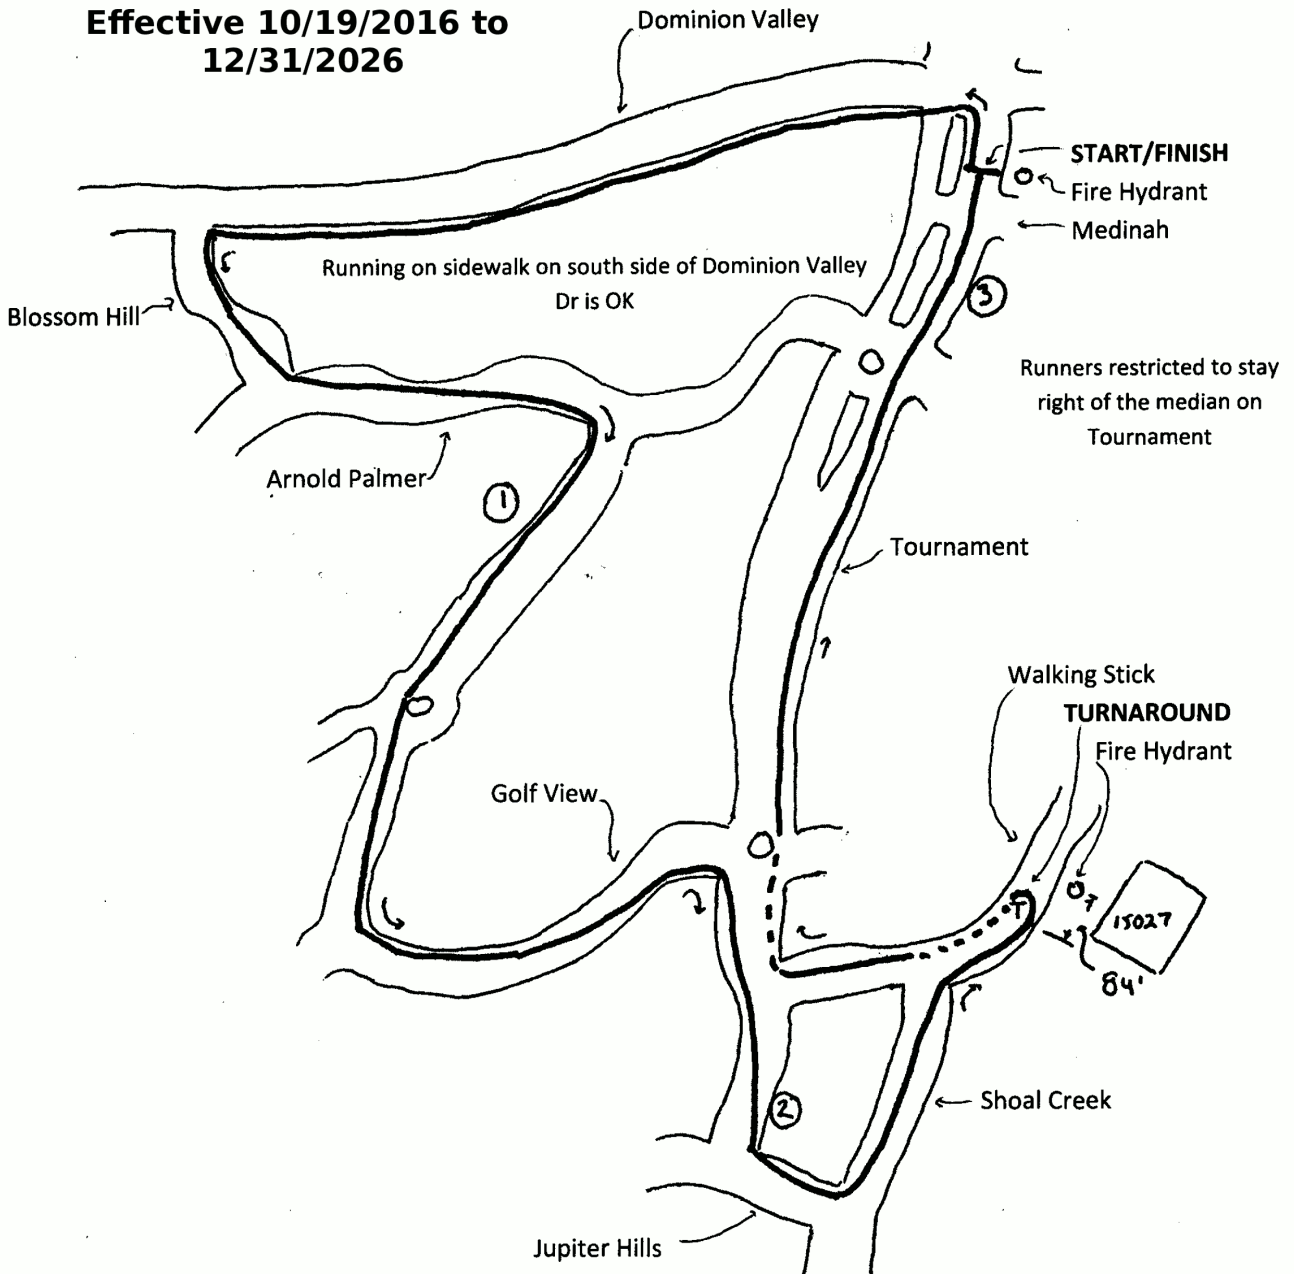 Effective 10/19/2016 to
12/31/2026
Dominion Valley
START/FINISH
Fire Hydrant
Medinah
Running on sidewalk on south side of Dominion Valley
Dr is OK
3
Blossom Hill
Runners restricted to stay
right of the median on
Tournament
Arnold Palmer
1
Tournament
Walking Stick
TURNAROUND
Fire Hydrant
Golf View
T
15027
84'
2
Shoal Creek
Jupiter Hills